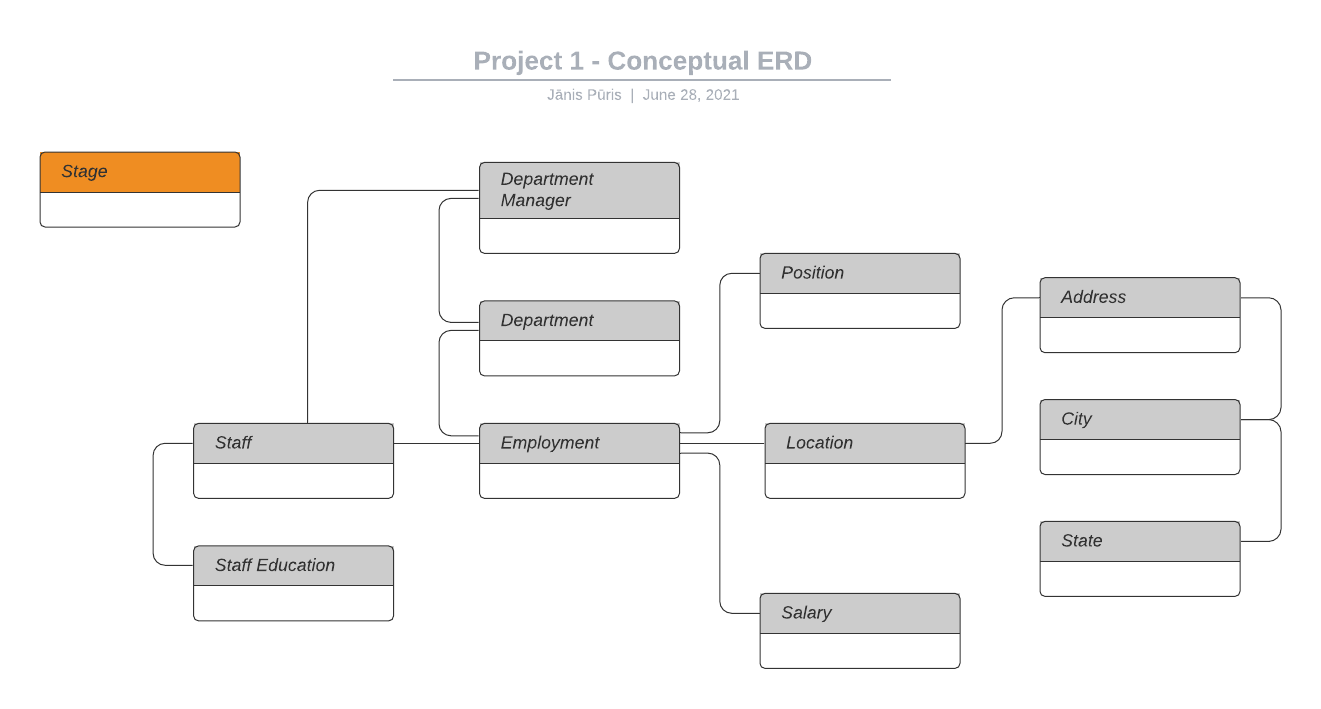 Project 1 - Conceptual ERD
Jānis Pūris | June 28, 2021
Stage
Department
Manager
Position
Address
Department
City
Staff
Employment
Location
State
Staff Education
Salary